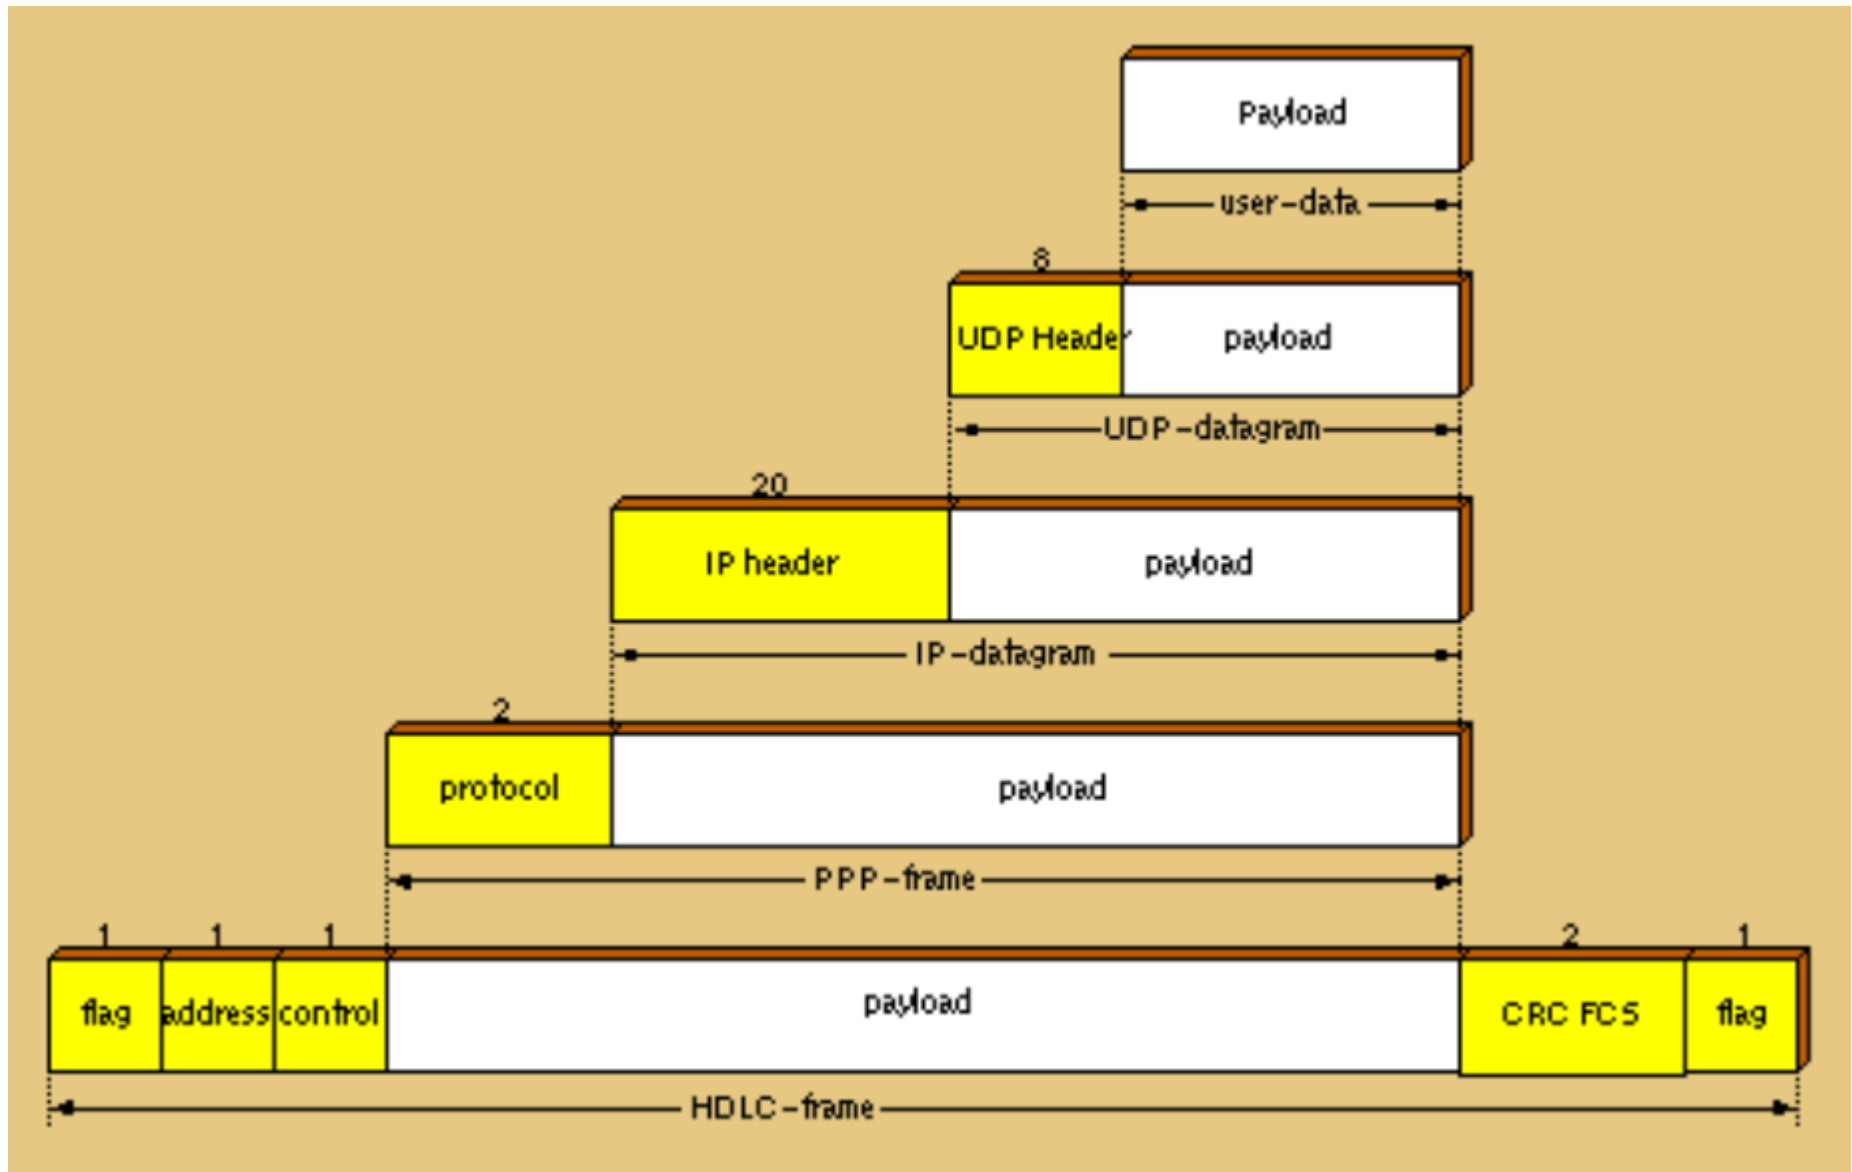 Payload
user-data
8
UDP Header
payload
UDP-datagram
20
IP header
payload
IP-datagram
2
protocol
payload
PPP-frame
1
1
1
2
1
flag
address
control
payload
CRC FCS
flag
HDLC-frame